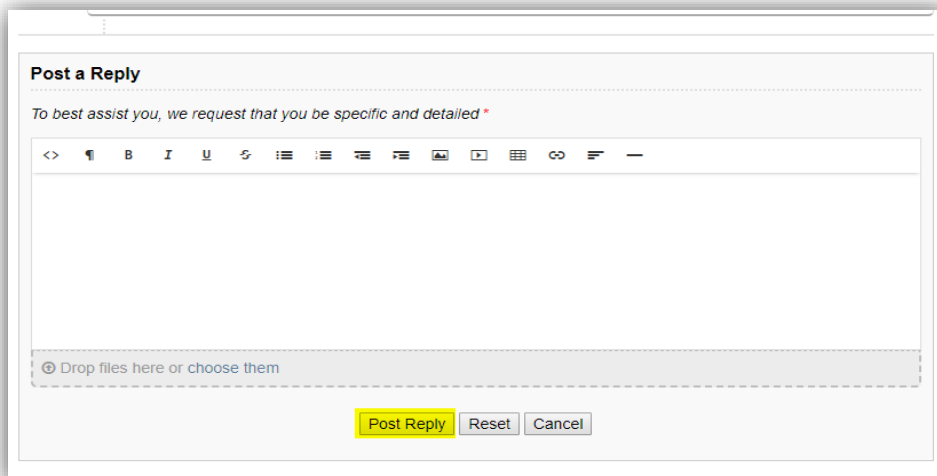 Post a Reply
To best assist you, we request that you be specific and detailed *
<> ¶ B I U S
Drop files here or choose them
Post Reply Reset Cancel